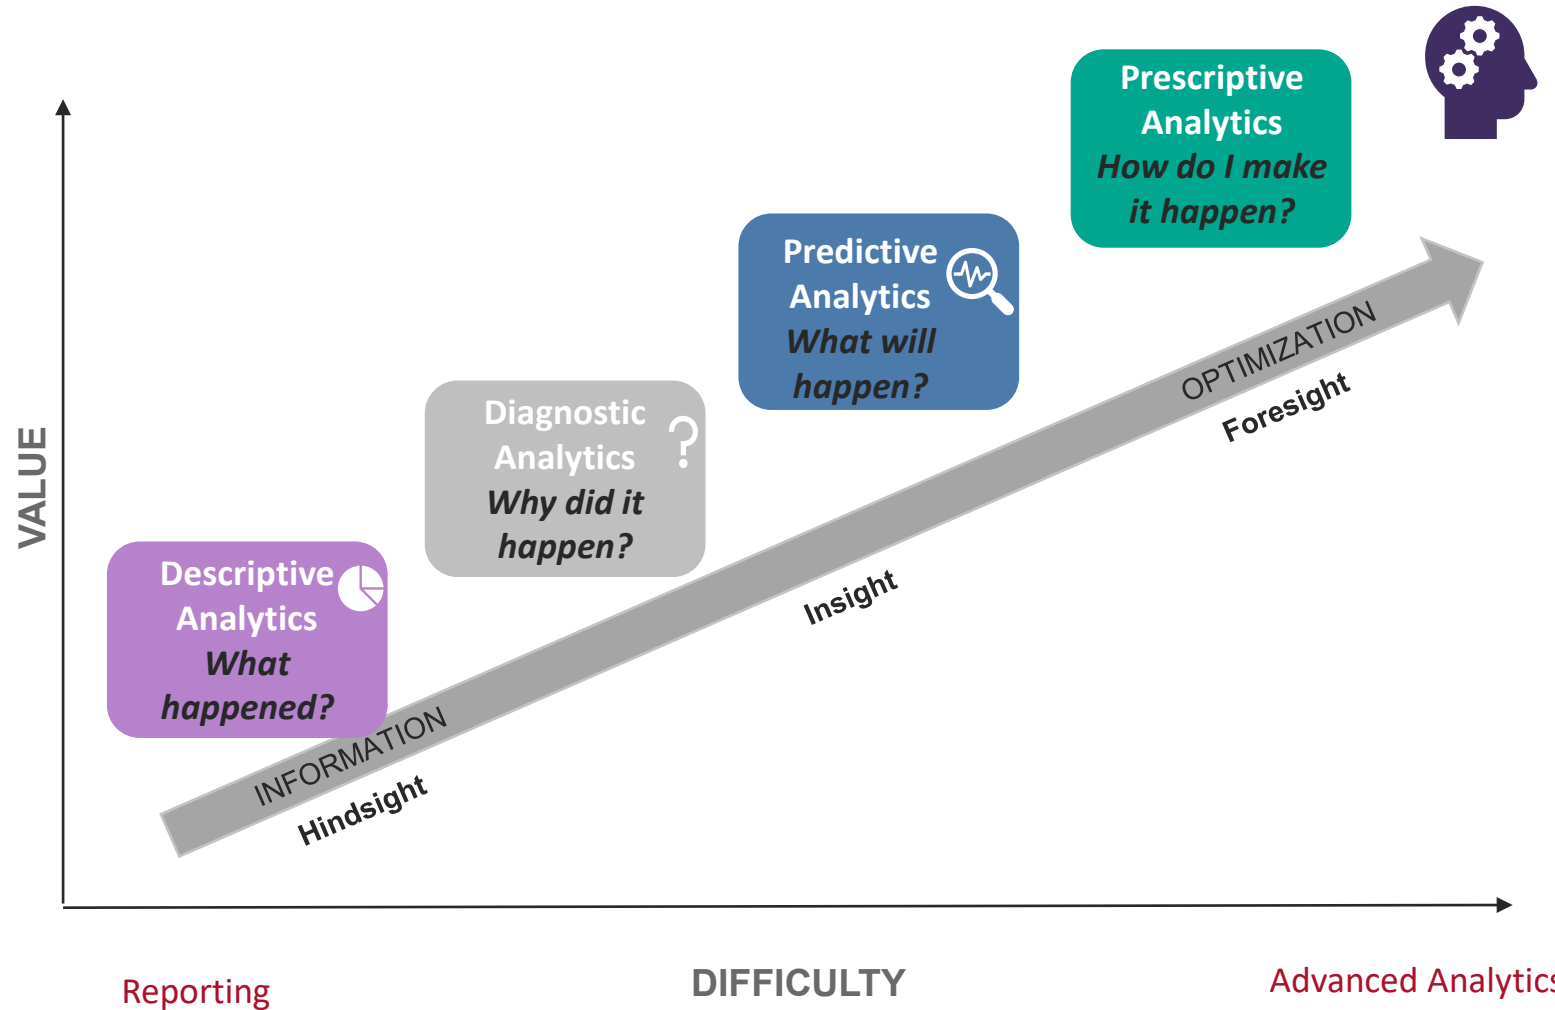 Prescriptive
Analytics
How do I make
it happen?
Predictive
Analytics
What will
happen?
Diagnostic
Analytics
Why did it
happen?
?
Descriptive
Analytics
What
happened?
VALUE
INFORMATION
OPTIMIZATION
Hindsight
Insight
Foresight
Reporting
DIFFICULTY
Advanced Analytics